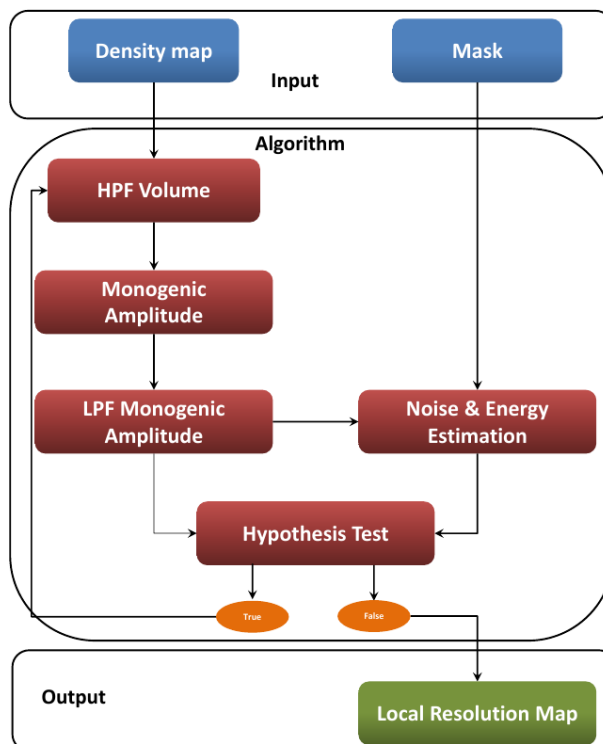 Density map
Mask
Input
Algorithm
HPF Volume
Monogenic
Amplitude
LPF Monogenic
Amplitude
Noise & Energy
Estimation
Hypothesis Test
True
False
Output
Local Resolution Map